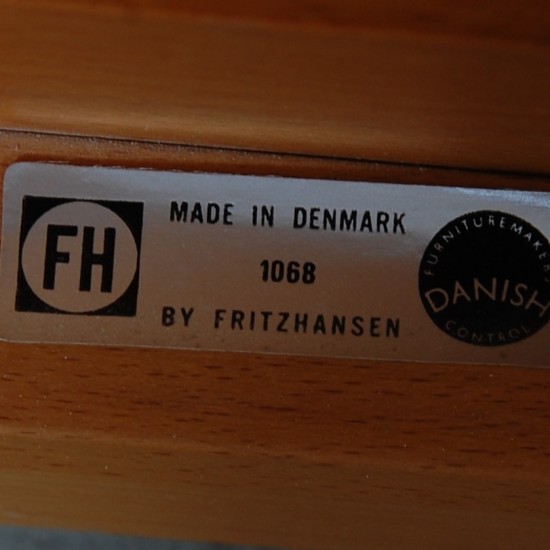 FH
MADE IN DENMARK
1068
BY FRITZHANSEN
FURNITUREMAKERS
DANISH
CONTROL